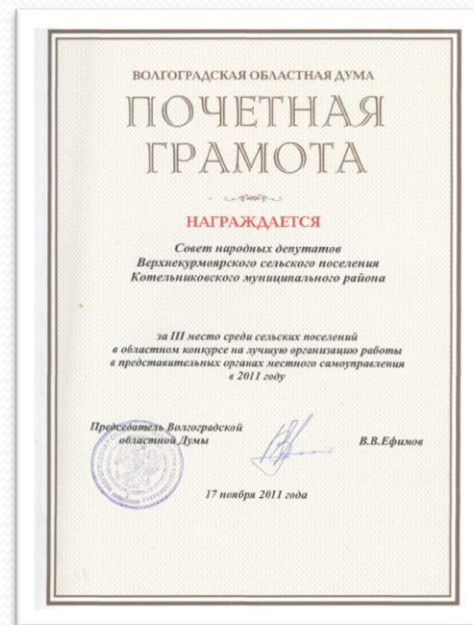 ВОЛГОГРАДСКАЯ ОБЛАСТНАЯ ДУМА
ПОЧЕТНАЯ
ГРАМОТА
НАГРАЖДАЕТСЯ
Совет народных депутатов
Верхнекурмоярского сельского поселения
Котельниковского муниципального района
за III место среди сельских поселений
в областном конкурсе на лучшую организацию работы
в представительных органах местного самоуправления
в 2011 году
Председатель Волгоградской
областной Думы
В.В.Ефимов
17 ноября 2011 года